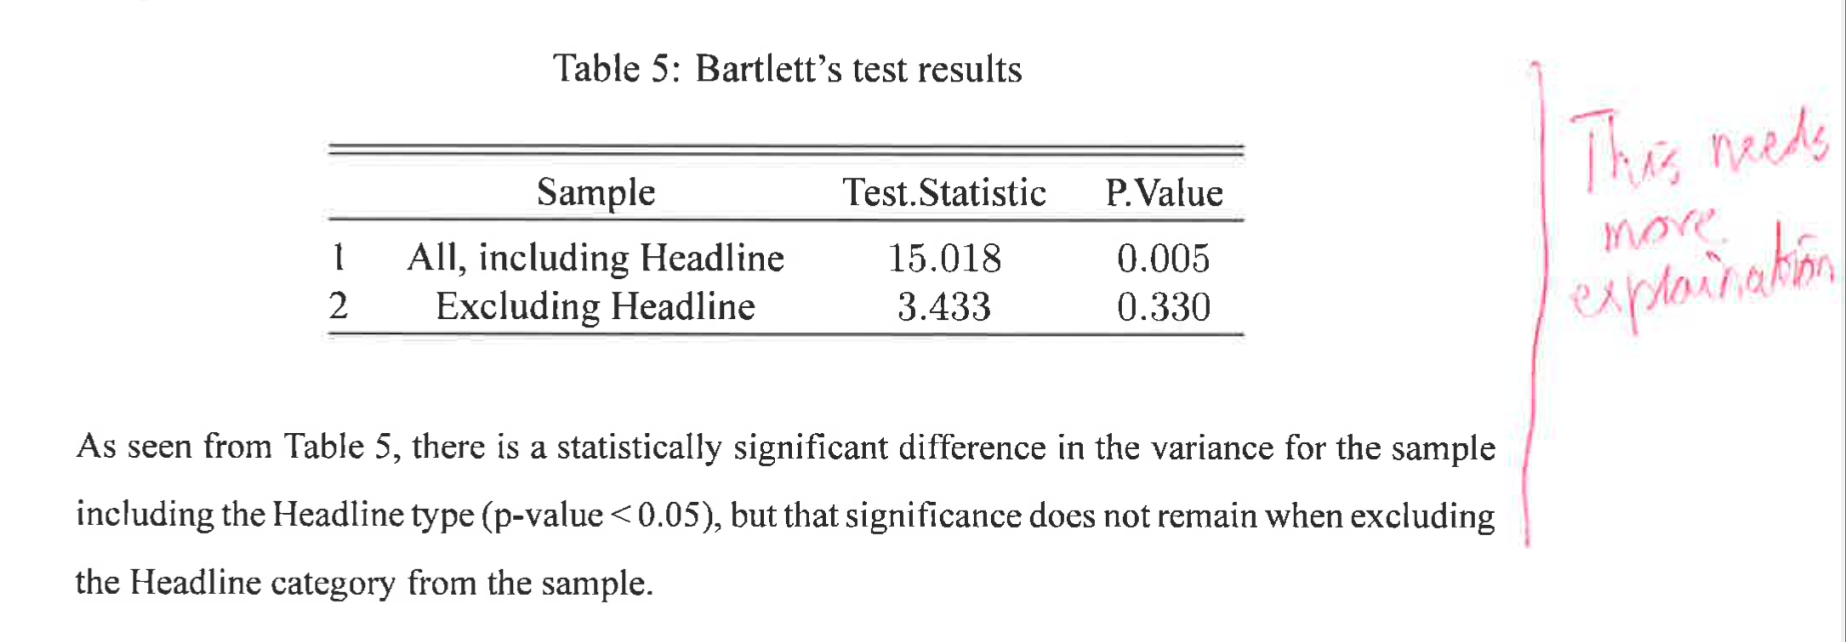 Table 5: Bartlett's test results
Sample Test.Statistic P.Value
1 All, including Headline 15.018 0.005
2 Excluding Headline 3.433 0.330
This needs
more
explaination
As seen from Table 5, there is a statistically significant difference in the variance for the sample
including the Headline type (p-value < 0.05), but that significance does not remain when excluding
the Headline category from the sample.